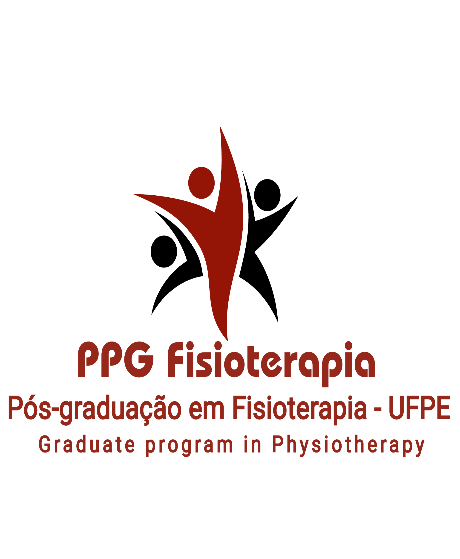 PPG Fisioterapia
Pós-graduação em Fisioterapia - UFPE
Graduate program in Physiotherapy